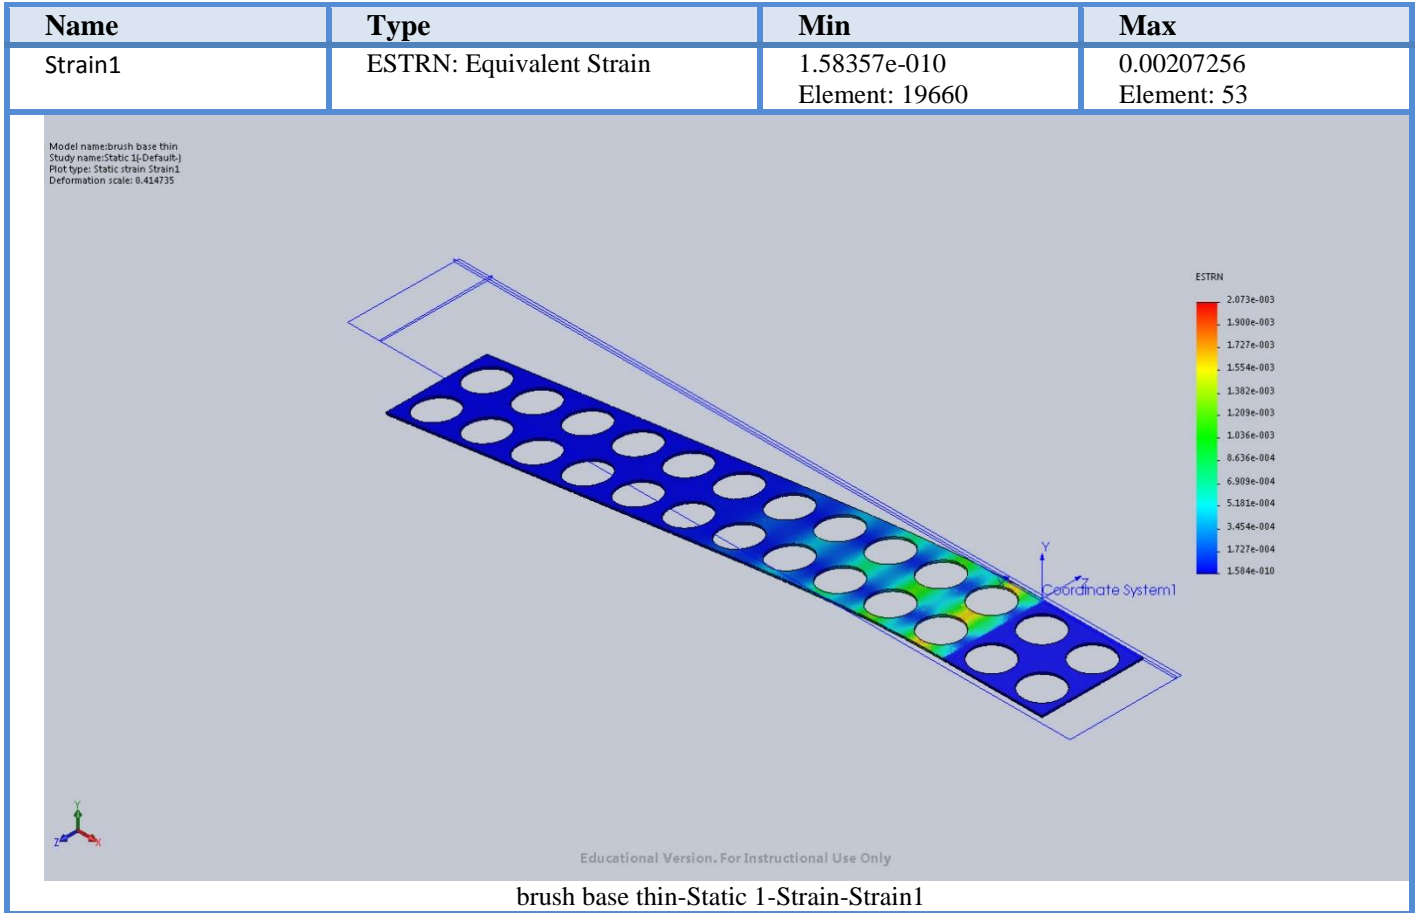 Name Type Min Max
Strain1 ESTRN: Equivalent Strain 1.58357e-010 0.00207256
Element: 19660 Element: 53
Model name:brush base thin
Study name:Static 1(-Default-)
Plot type: Static strain Strain1
Deformation scale: 0.414735
ESTRN
2.073e-003
1.900e-003
1.727e-003
1.554e-003
1.382e-003
1.209e-003
1.036e-003
8.636e-004
6.909e-004
5.181e-004
3.454e-004
1.727e-004
1.584e-010
Y
X
Z
Coordinate System1
Y
Z
X
Educational Version. For Instructional Use Only
brush base thin-Static 1-Strain-Strain1